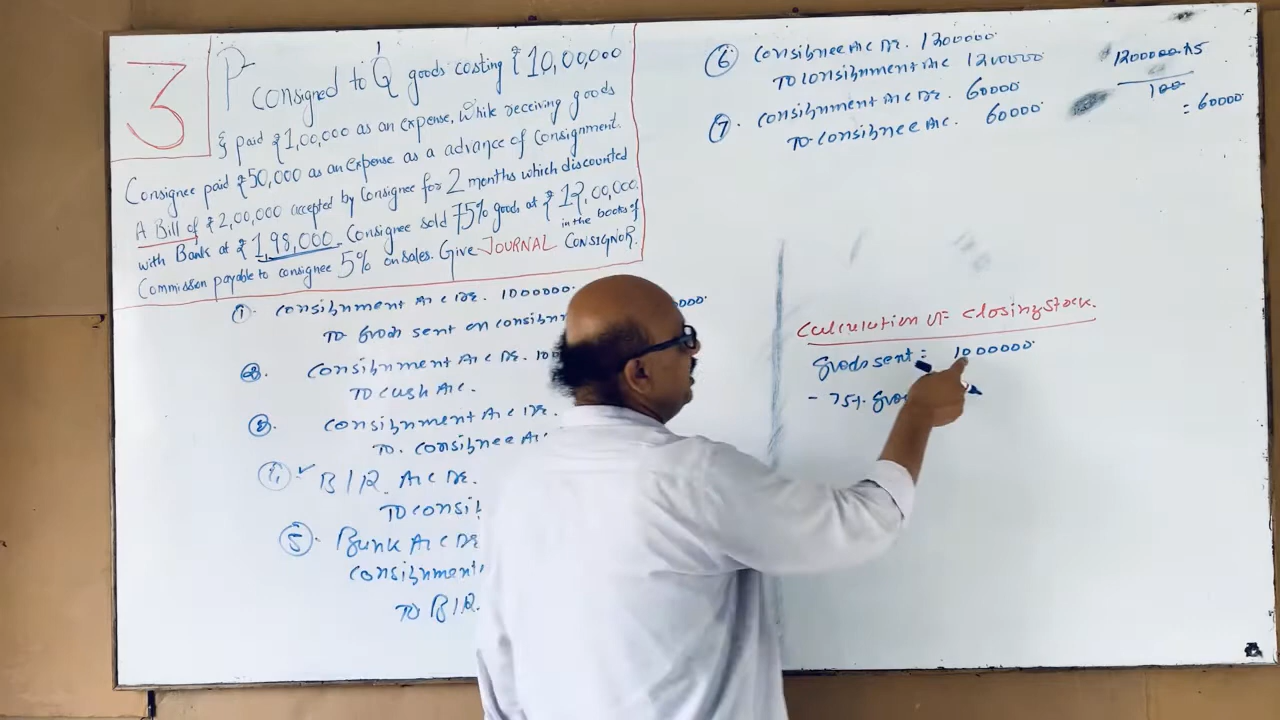 3
P consigned to Q goods costing ₹10,00,000
& paid ₹1,00,000 as an expense, While receiving goods
Consignee paid ₹50,000 as an Expense as a advance of Consignment.
A Bill of ₹2,00,000 accepted by Consignee for 2 months which discounted
with Bank at ₹1,98,000. Consignee sold 75% goods at ₹12,00,000.
Commission payable to consignee 5% on sales. Give JOURNAL in the books of CONSIGNOR.
① Consignment A/c Dr. 1000000.
To Goods sent on consign
② Consignment A/c Dr. 100
To Cash A/c.
③ Consignment A/c Dr.
To. Consignee A/c
④ ✓ B/R. A/c Dr.
To Consi
⑤. Bank A/c Dr
Consignment
To B/R.
⑥ Consignee A/c Dr. 1200000.
To Consignment A/c 1200000
⑦. Consignment A/c Dr. 60000
To Consignee A/c. 60000
1200000×5
100
= 60000
Calculation of Closing Stock.
Goods sent = 1000000
- 75%. Goo